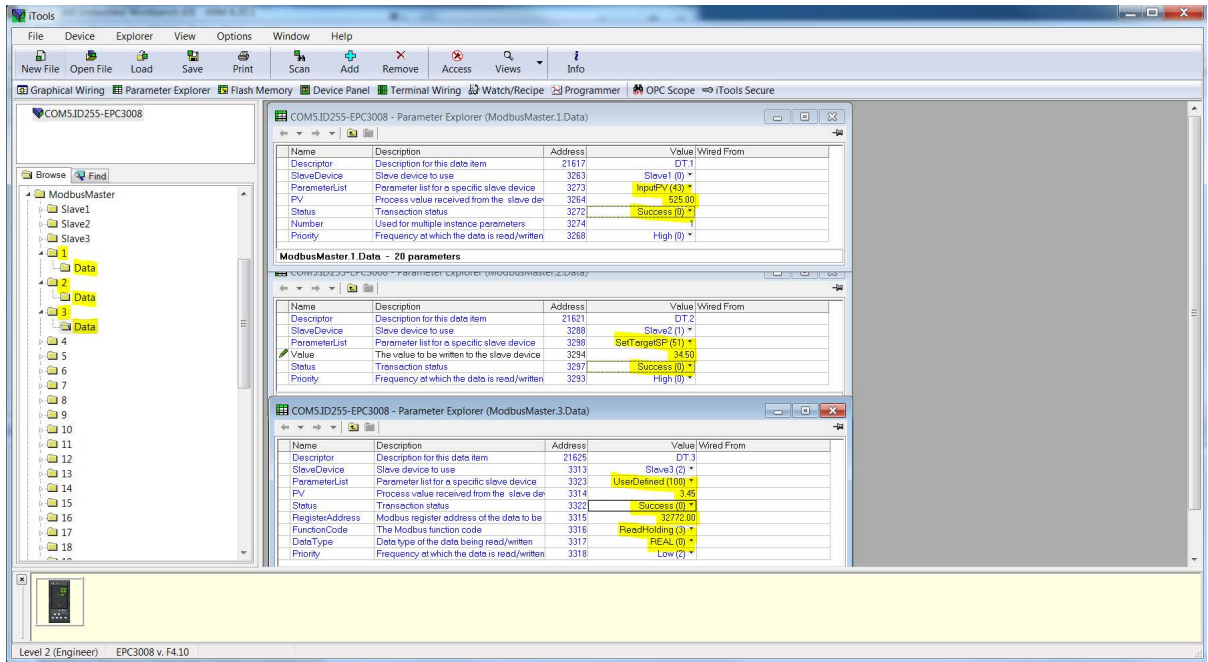 iTools
File Device Explorer View Options Window Help
New File Open File Load Save Print Scan Add Remove Access Views Info
Graphical Wiring Parameter Explorer Flash Memory Device Panel Terminal Wiring Watch/Recipe Programmer OPC Scope iTools Secure
COM5.ID255-EPC3008
Browse Find
ModbusMaster
Slave1
Slave2
Slave3
1
Data
2
Data
3
Data
4
5
6
7
8
9
10
11
12
13
14
15
16
17
18
COM5.ID255-EPC3008 - Parameter Explorer (ModbusMaster.1.Data)
Name Description Address Value Wired From
Descriptor Description for this data item 21617 DT.1
SlaveDevice Slave device to use 3263 Slave1 (0)
ParameterList Parameter list for a specific slave device 3273 InputPV (43)
PV Process value received from the slave dev 3264 525.00
Status Transaction status 3272 Success (0)
Number Used for multiple instance parameters 3274 1
Priority Frequency at which the data is read/written 3268 High (0)
ModbusMaster.1.Data - 20 parameters
COM5.ID255-EPC3008 - Parameter Explorer (ModbusMaster.2.Data)
Name Description Address Value Wired From
Descriptor Description for this data item 21621 DT.2
SlaveDevice Slave device to use 3288 Slave2 (1)
ParameterList Parameter list for a specific slave device 3298 SetTargetSP (51)
Value The value to be written to the slave device 3294 34.50
Status Transaction status 3297 Success (0)
Priority Frequency at which the data is read/written 3293 High (0)
COM5.ID255-EPC3008 - Parameter Explorer (ModbusMaster.3.Data)
Name Description Address Value Wired From
Descriptor Description for this data item 21625 DT.3
SlaveDevice Slave device to use 3313 Slave3 (2)
ParameterList Parameter list for a specific slave device 3323 UserDefined (100)
PV Process value received from the slave dev 3314 3.45
Status Transaction status 3322 Success (0)
RegisterAddress Modbus register address of the data to be 3315 32772.00
FunctionCode The Modbus function code 3316 ReadHolding (3)
DataType Data type of the data being read/written 3317 REAL (0)
Priority Frequency at which the data is read/written 3318 Low (2)
Level 2 (Engineer) EPC3008 v. F4.10